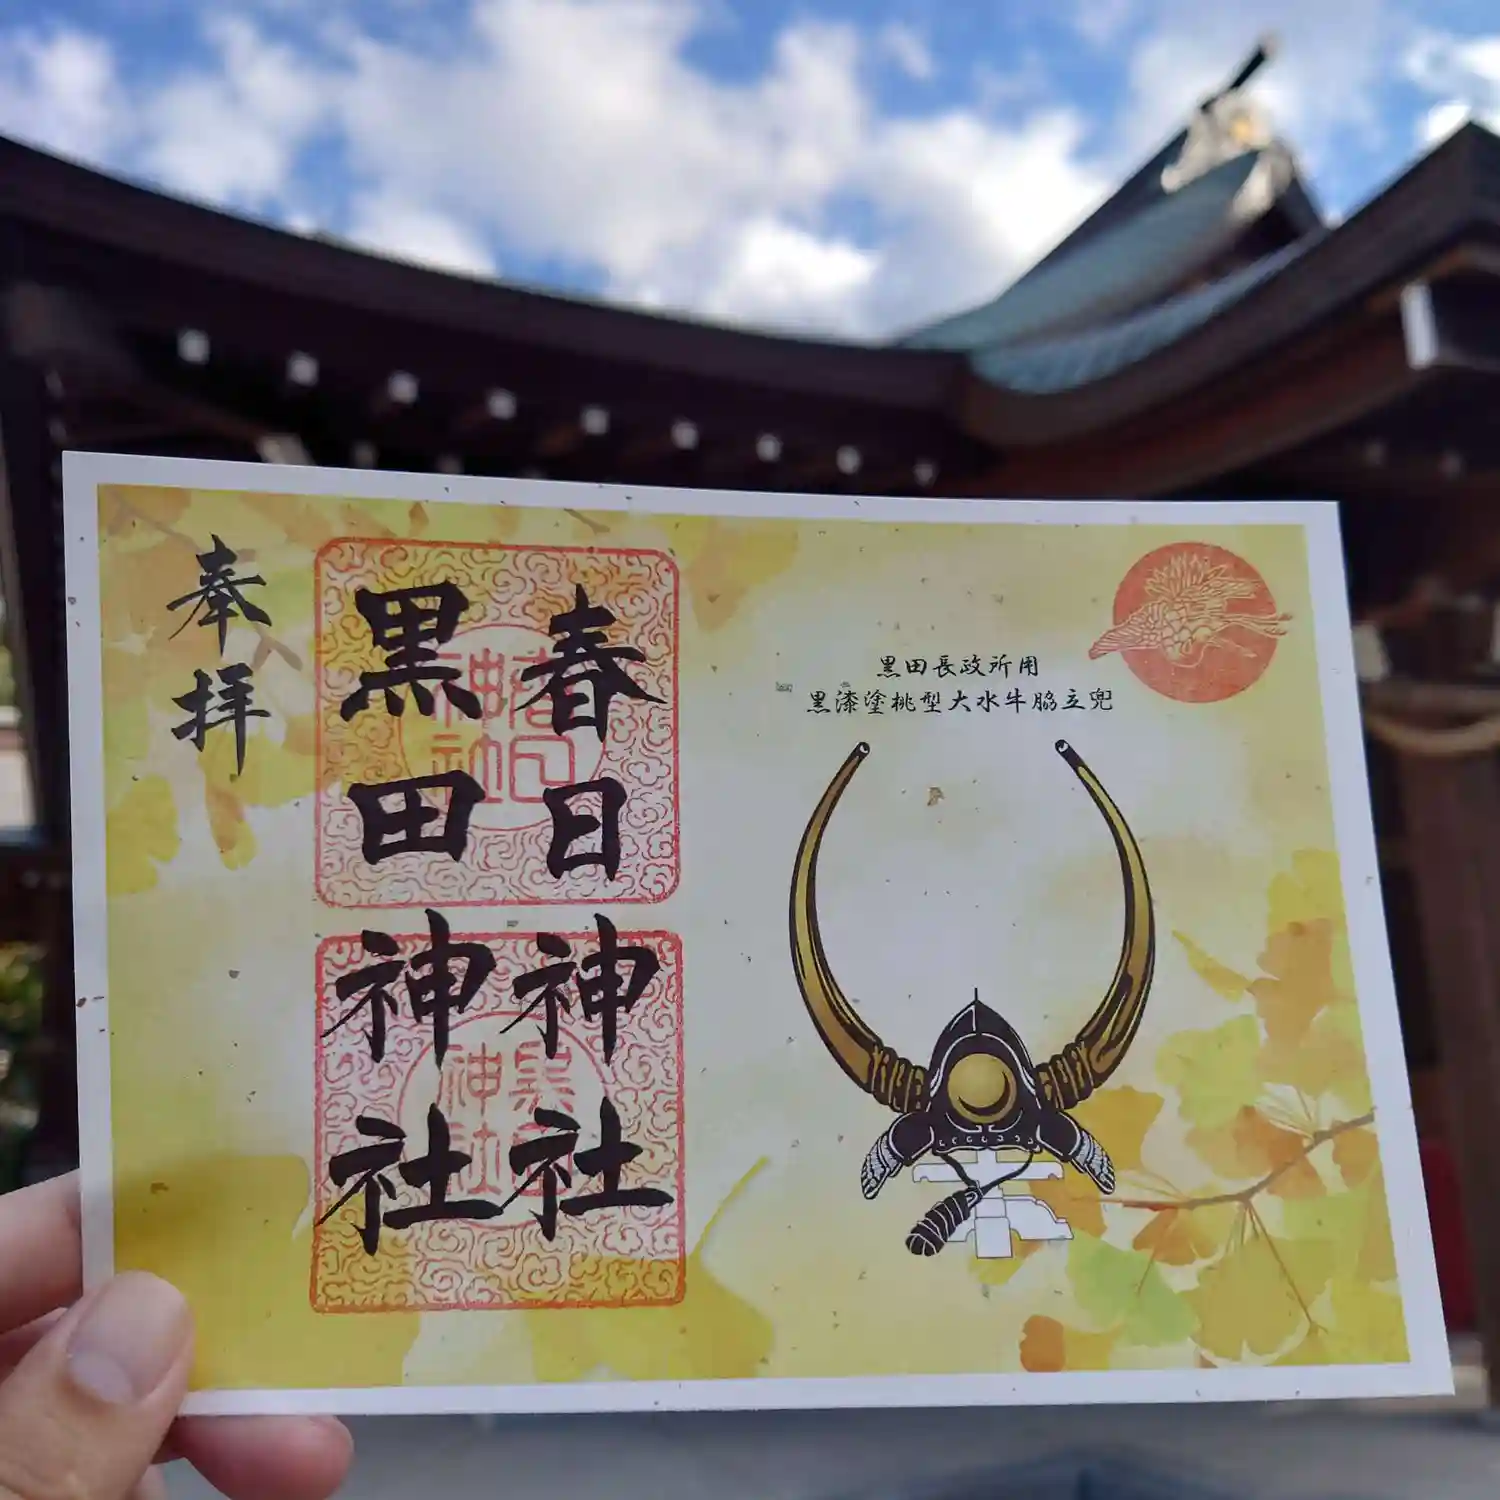 春日神社
黒田神社
奉拝
黒田長政所用
黒漆塗桃型大水牛脇立兜